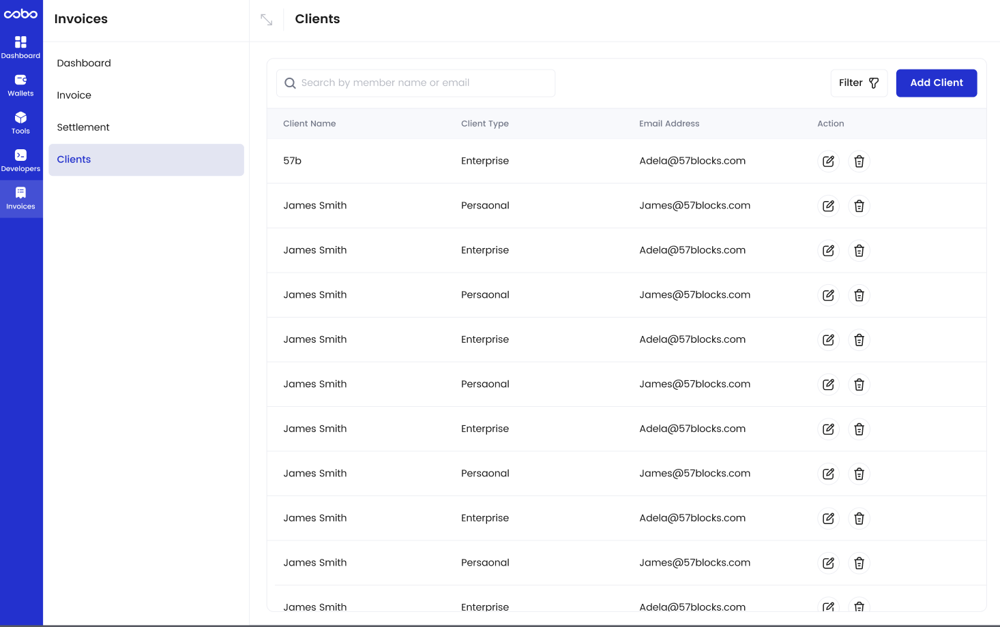 cobo
Dashboard
Wallets
Tools
Developers
Invoices
Invoices
Dashboard
Invoice
Settlement
Clients
Clients
Search by member name or email
Filter
Add Client
Client Name Client Type Email Address Action
57b Enterprise Adela@57blocks.com
James Smith Persaonal James@57blocks.com
James Smith Enterprise Adela@57blocks.com
James Smith Persaonal James@57blocks.com
James Smith Enterprise Adela@57blocks.com
James Smith Persaonal James@57blocks.com
James Smith Enterprise Adela@57blocks.com
James Smith Persaonal James@57blocks.com
James Smith Enterprise Adela@57blocks.com
James Smith Persaonal James@57blocks.com
James Smith Enterprise Adela@57blocks.com